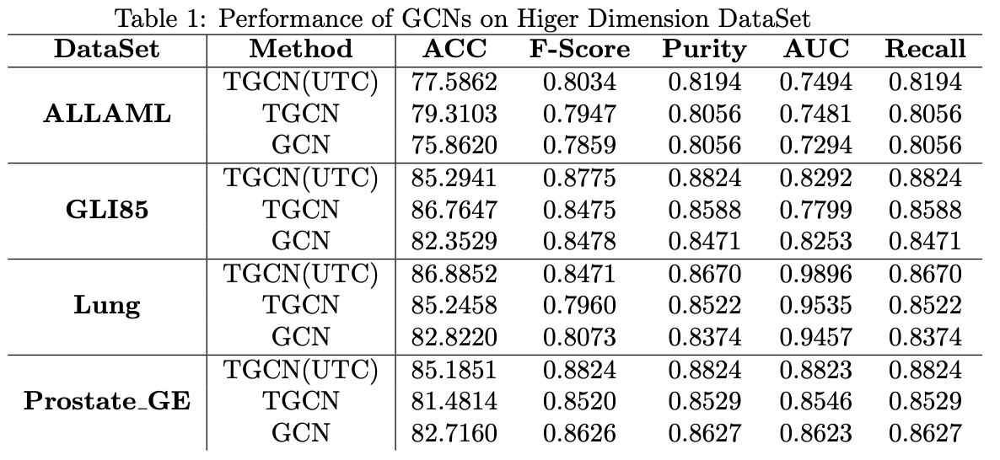 Table 1: Performance of GCNs on Higer Dimension DataSet
DataSet Method ACC F-Score Purity AUC Recall
TGCN(UTC) 77.5862 0.8034 0.8194 0.7494 0.8194
ALLAML TGCN 79.3103 0.7947 0.8056 0.7481 0.8056
GCN 75.8620 0.7859 0.8056 0.7294 0.8056
TGCN(UTC) 85.2941 0.8775 0.8824 0.8292 0.8824
GLI85 TGCN 86.7647 0.8475 0.8588 0.7799 0.8588
GCN 82.3529 0.8478 0.8471 0.8253 0.8471
TGCN(UTC) 86.8852 0.8471 0.8670 0.9896 0.8670
Lung TGCN 85.2458 0.7960 0.8522 0.9535 0.8522
GCN 82.8220 0.8073 0.8374 0.9457 0.8374
TGCN(UTC) 85.1851 0.8824 0.8824 0.8823 0.8824
Prostate_GE TGCN 81.4814 0.8520 0.8529 0.8546 0.8529
GCN 82.7160 0.8626 0.8627 0.8623 0.8627